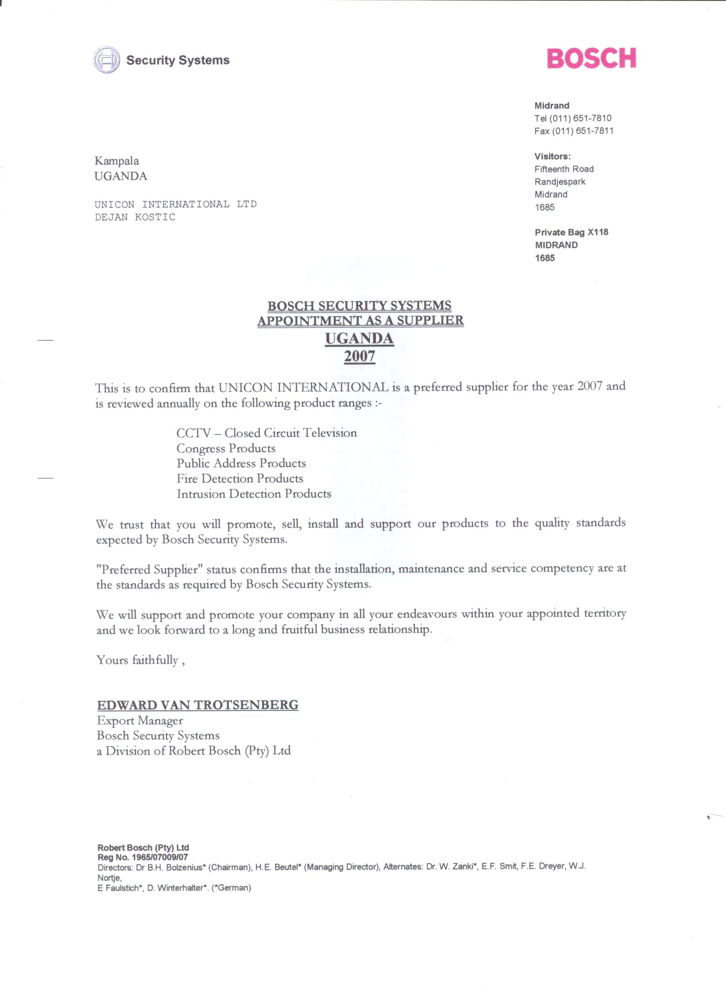 Security Systems
BOSCH
Midrand
Tel (011) 651-7810
Fax (011) 651-7811
Visitors:
Fifteenth Road
Randjespark
Midrand
1685
Private Bag X118
MIDRAND
1685
Kampala
UGANDA
UNICON INTERNATIONAL LTD
DEJAN KOSTIC
BOSCH SECURITY SYSTEMS
APPOINTMENT AS A SUPPLIER
UGANDA
2007
This is to confirm that UNICON INTERNATIONAL is a preferred supplier for the year 2007 and
is reviewed annually on the following product ranges :-
CCTV – Closed Circuit Television
Congress Products
Public Address Products
Fire Detection Products
Intrusion Detection Products
We trust that you will promote, sell, install and support our products to the quality standards
expected by Bosch Security Systems.
"Preferred Supplier" status confirms that the installation, maintenance and service competency are at
the standards as required by Bosch Security Systems.
We will support and promote your company in all your endeavours within your appointed territory
and we look forward to a long and fruitful business relationship.
Yours faithfully ,
EDWARD VAN TROTSENBERG
Export Manager
Bosch Security Systems
a Division of Robert Bosch (Pty) Ltd
Robert Bosch (Pty) Ltd
Reg No. 1965/07009/07
Directors: Dr B.H. Bolzenius* (Chairman), H.E. Beutel* (Managing Director), Alternates: Dr. W. Zanki*, E.F. Smit, F.E. Dreyer, W.J.
Nortje,
E Faulstich*, D. Winterhalter*. (*German)